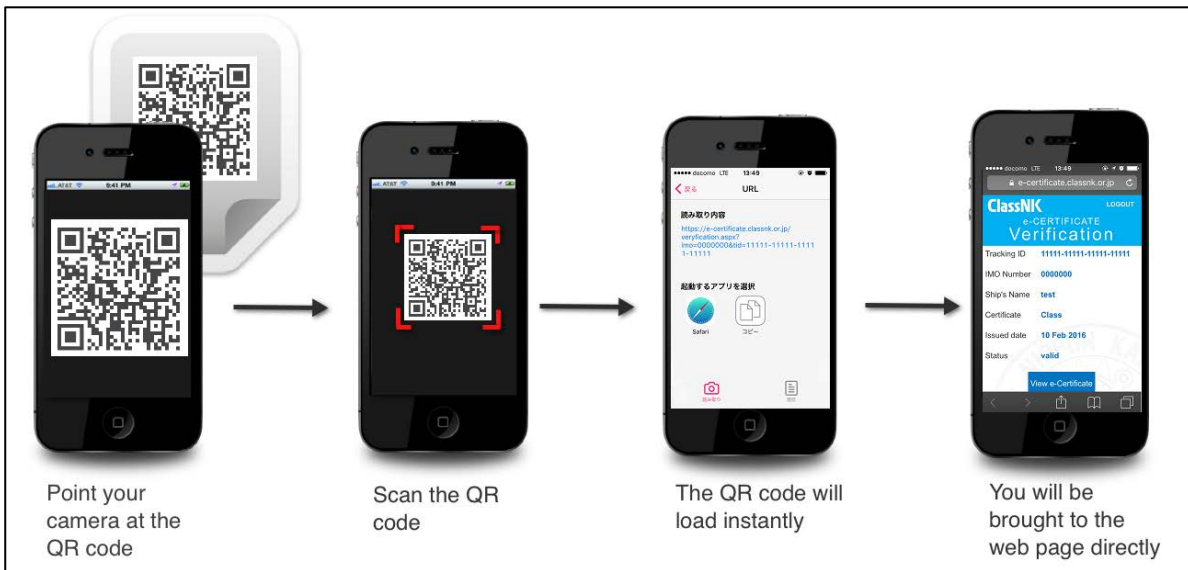 AT&T 9:41 PM
AT&T 9:41 PM
docomo LTE 13:49
戻る URL
読み取り内容
https://e-certificate.classnk.or.jp/
veryfication.aspx?
imo=0000000&tid=11111-11111-1111
1-11111
起動するアプリを選択
Safari コピー
読み取り
docomo LTE 13:49
e-certificate.classnk.or.jp
ClassNK LOGOUT
e-CERTIFICATE
Verification
Tracking ID 11111-11111-11111-11111
IMO Number 0000000
Ship's Name test
Certificate Class
Issued date 10 Feb 2016
Status valid
View e-Certificate
Point your
camera at the
QR code
Scan the QR
code
The QR code will
load instantly
You will be
brought to the
web page directly